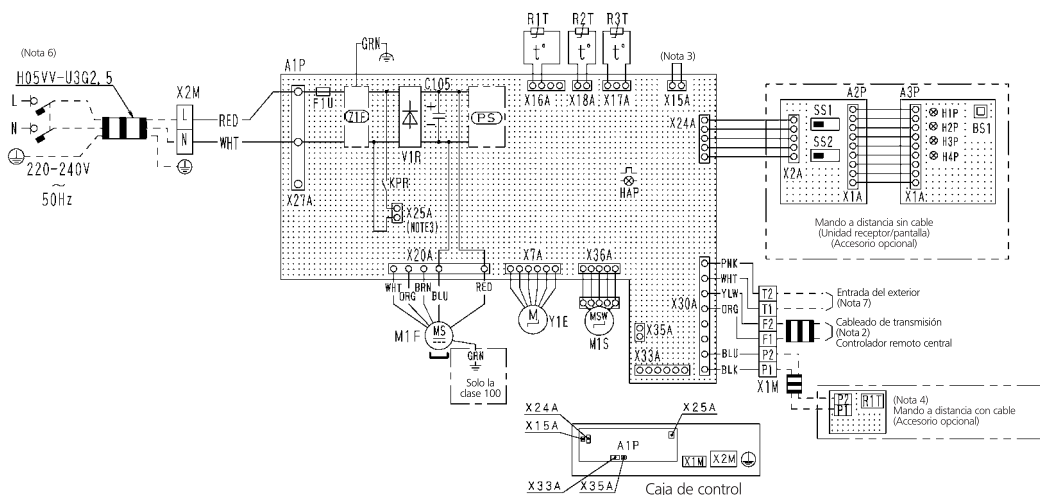 (Nota 6)
H05VV-U3G2,5
X2M
L
N
L
N
RED
WHT
220-240V
~
50Hz
GRN
A1P
F1U
Z1F
C105
+
V1R
PS
X27A
KPR
X25A
(NOTE3)
R1T R2T R3T
t° t° t°
X16A X18A X17A
(Nota 3)
X15A
X24A
HAP
A2P A3P
SS1
SS2
X2A
X1A X1A
H1P
H2P
H3P
H4P
BS1
Mando a distancia sin cable
(Unidad receptor/pantalla)
(Accesorio opcional)
X20A X7A X36A
WHT ORG BRN BLU RED
M1F
MS
GRN
Solo la
clase 100
M
Y1E
MSW
M1S
X30A
X35A
X33A
PNK
WHT
YLW
ORG
BLU
BLK
T2
T1
F2
F1
P2
P1
X1M
Entrada del exterior
(Nota 7)
Cableado de transmisión
(Nota 2)
Controlador remoto central
P2
P1
R1T
(Nota 4)
Mando a distancia con cable
(Accesorio opcional)
X24A
X15A
X25A
A1P
X1M X2M
X33A X35A
Caja de control